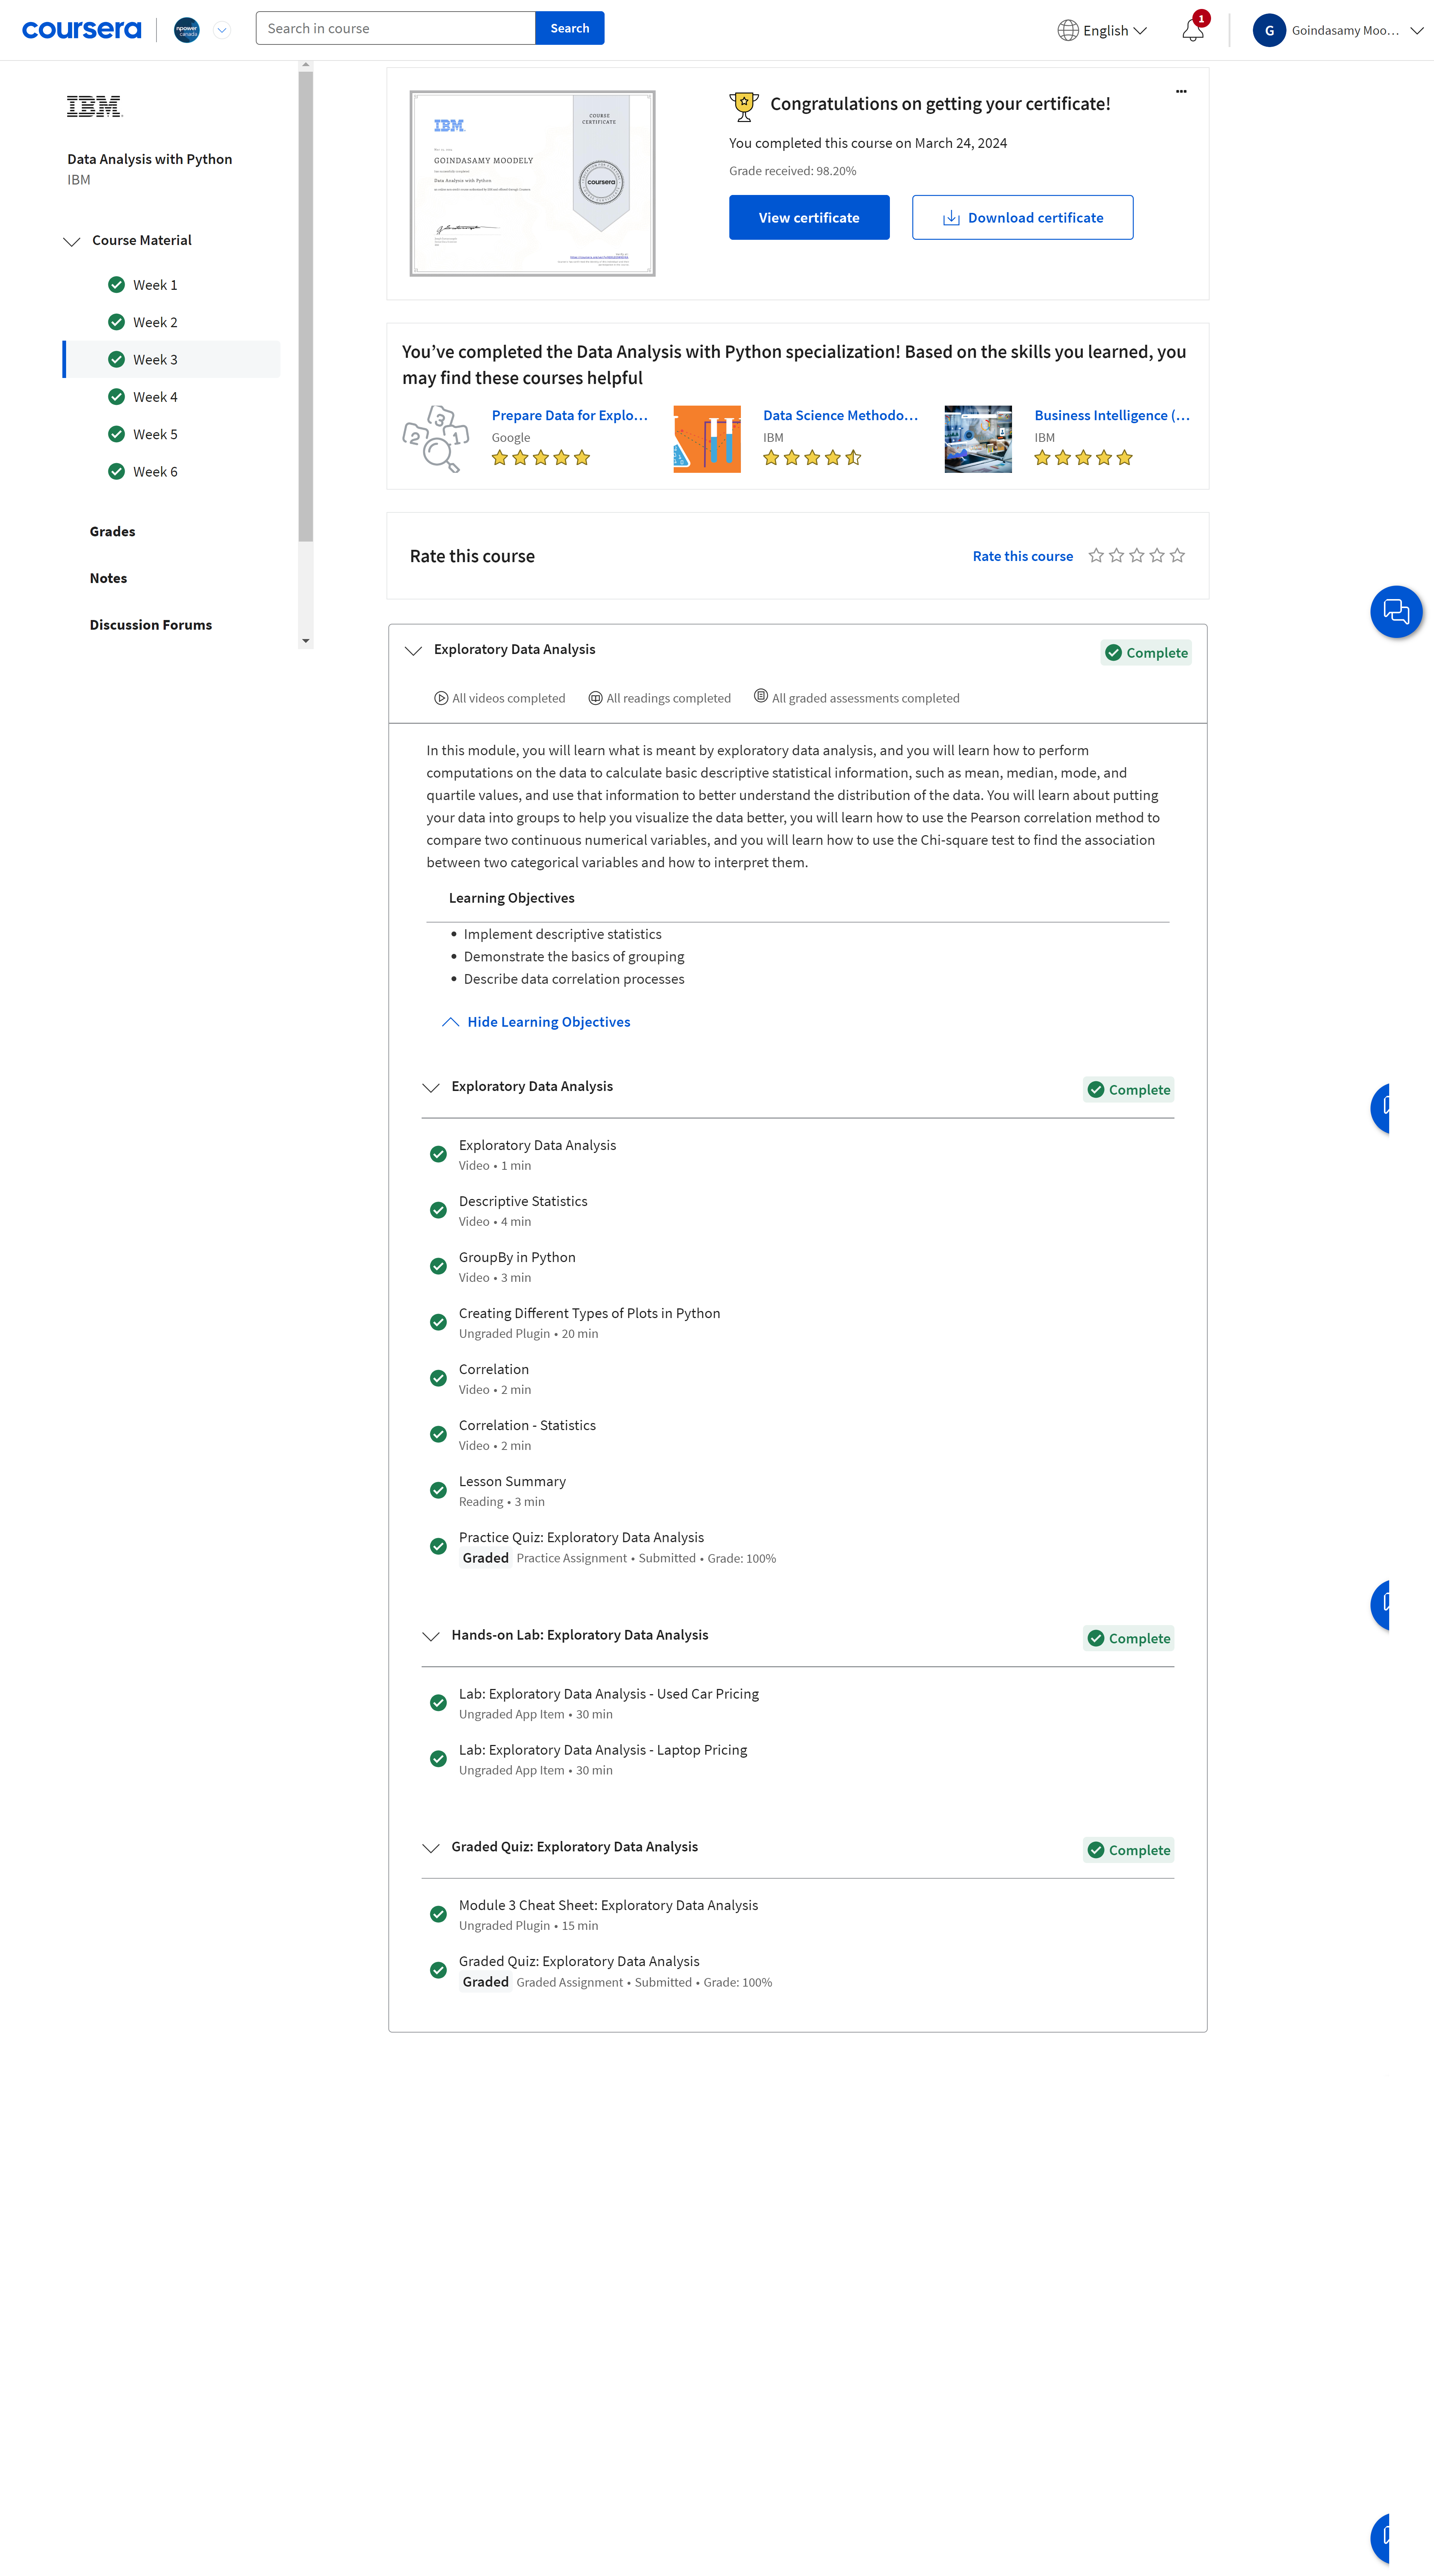 coursera
npower
canada
Search in course
Search
English
1
G
Goindasamy Moo...
IBM
Data Analysis with Python
IBM
Course Material
Week 1
Week 2
Week 3
Week 4
Week 5
Week 6
Grades
Notes
Discussion Forums
IBM
COURSE
CERTIFICATE
GOINDASAMY MOODELY
Data Analysis with Python
coursera
Congratulations on getting your certificate!
You completed this course on March 24, 2024
Grade received: 98.20%
View certificate
Download certificate
You’ve completed the Data Analysis with Python specialization! Based on the skills you learned, you
may find these courses helpful
Prepare Data for Explo...
Google
Data Science Methodo...
IBM
Business Intelligence (...
IBM
Rate this course
Rate this course
Exploratory Data Analysis
Complete
All videos completed
All readings completed
All graded assessments completed
In this module, you will learn what is meant by exploratory data analysis, and you will learn how to perform
computations on the data to calculate basic descriptive statistical information, such as mean, median, mode, and
quartile values, and use that information to better understand the distribution of the data. You will learn about putting
your data into groups to help you visualize the data better, you will learn how to use the Pearson correlation method to
compare two continuous numerical variables, and you will learn how to use the Chi-square test to find the association
between two categorical variables and how to interpret them.
Learning Objectives
• Implement descriptive statistics
• Demonstrate the basics of grouping
• Describe data correlation processes
Hide Learning Objectives
Exploratory Data Analysis
Complete
Exploratory Data Analysis
Video • 1 min
Descriptive Statistics
Video • 4 min
GroupBy in Python
Video • 3 min
Creating Different Types of Plots in Python
Ungraded Plugin • 20 min
Correlation
Video • 2 min
Correlation - Statistics
Video • 2 min
Lesson Summary
Reading • 3 min
Practice Quiz: Exploratory Data Analysis
Graded Practice Assignment • Submitted • Grade: 100%
Hands-on Lab: Exploratory Data Analysis
Complete
Lab: Exploratory Data Analysis - Used Car Pricing
Ungraded App Item • 30 min
Lab: Exploratory Data Analysis - Laptop Pricing
Ungraded App Item • 30 min
Graded Quiz: Exploratory Data Analysis
Complete
Module 3 Cheat Sheet: Exploratory Data Analysis
Ungraded Plugin • 15 min
Graded Quiz: Exploratory Data Analysis
Graded Graded Assignment • Submitted • Grade: 100%